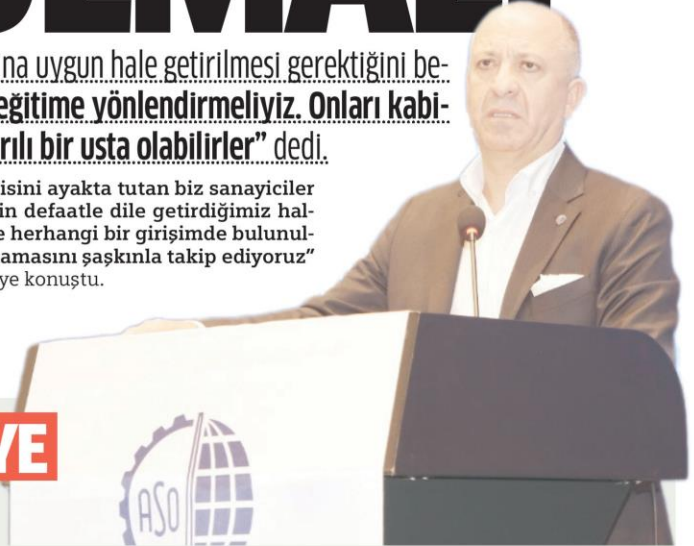 na uygun hale getirilmesi gerektiğini be-
eğitime yönlendirmeliyiz. Onları kabi-
rılı bir usta olabilirler” dedi.
isini ayakta tutan biz sanayiciler
in defaatle dile getirdiğimiz hal-
e herhangi bir girişimde bulunul-
amasını şaşkınla takip ediyoruz”
ye konuştu.
YE
ASO